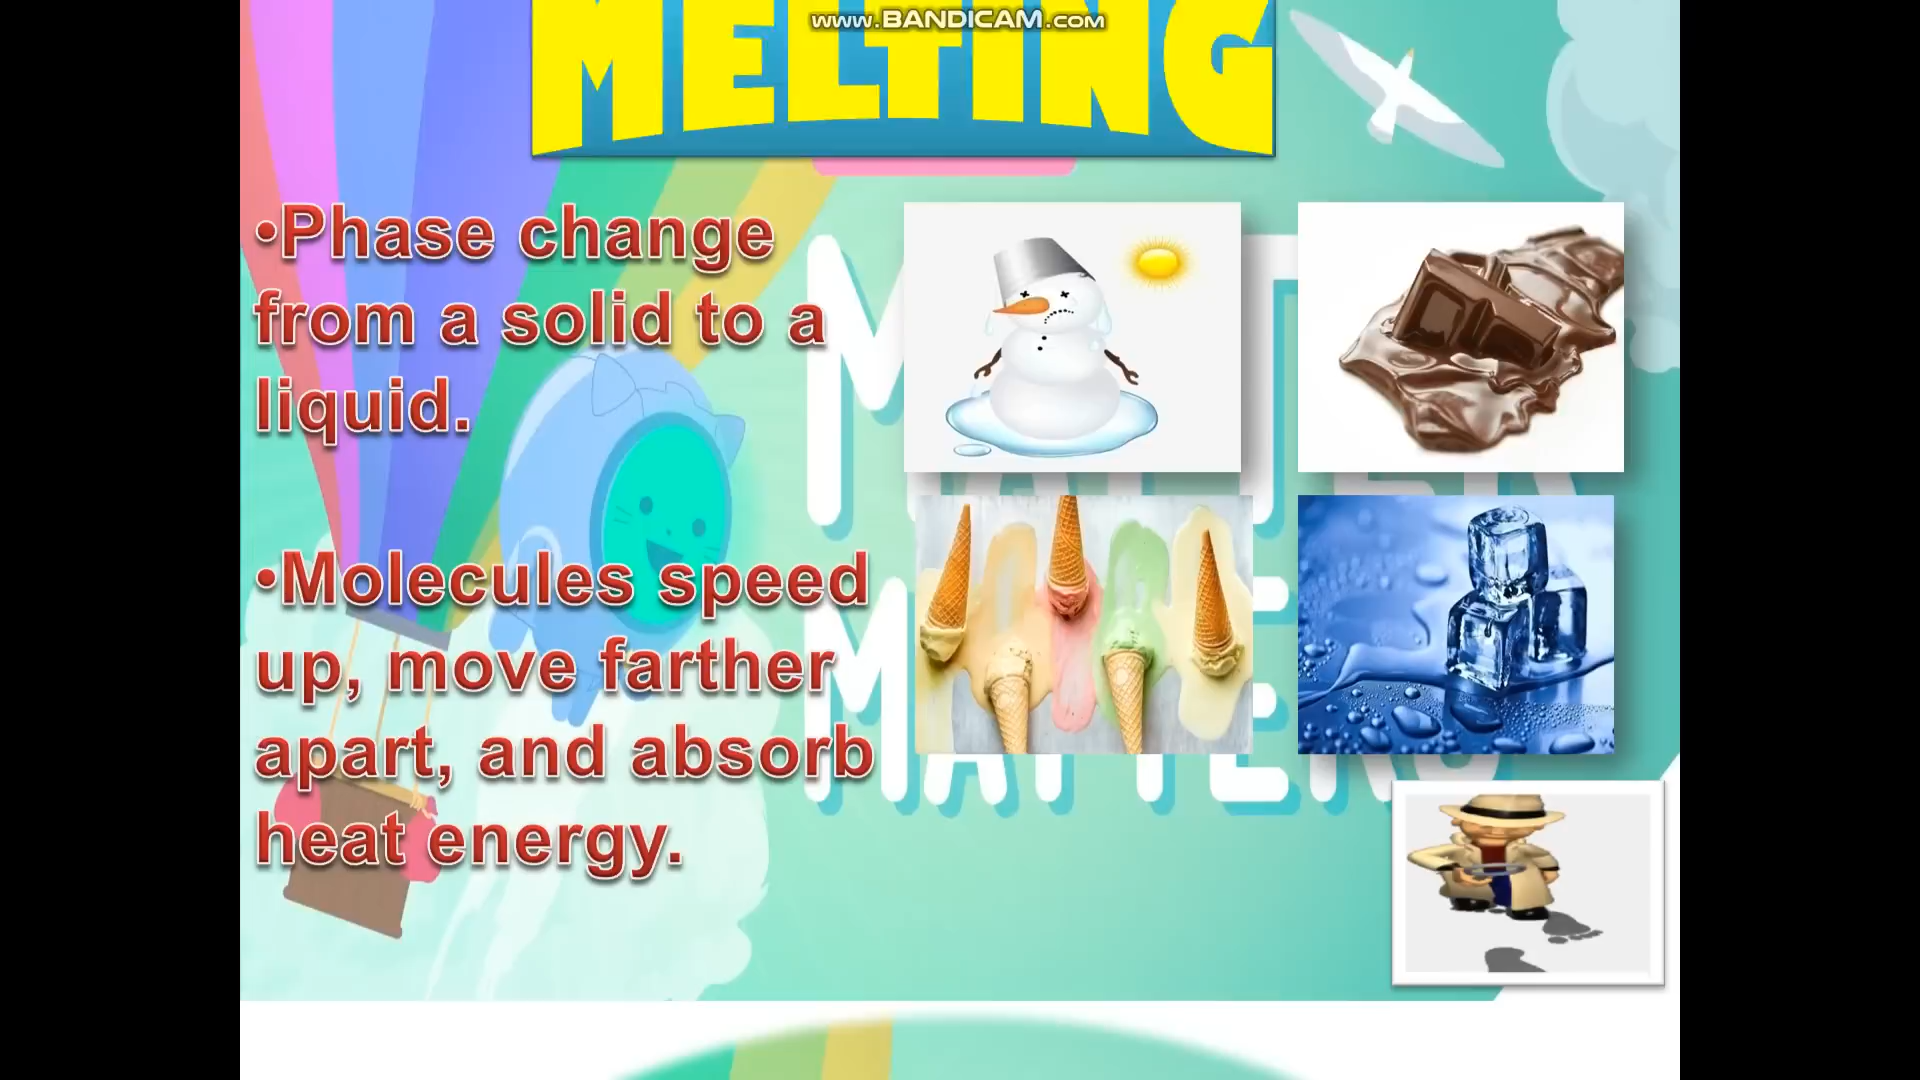 www.BANDICAM.com
MELTING
•Phase change
from a solid to a
liquid.
•Molecules speed
up, move farther
apart, and absorb
heat energy.
MATTERS